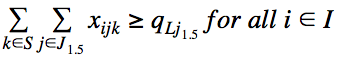 ∑_{k∈S} ∑_{j∈J_{1.5}} x_{ijk} ≥ q_{Lj_{1.5}} for all i ∈ I